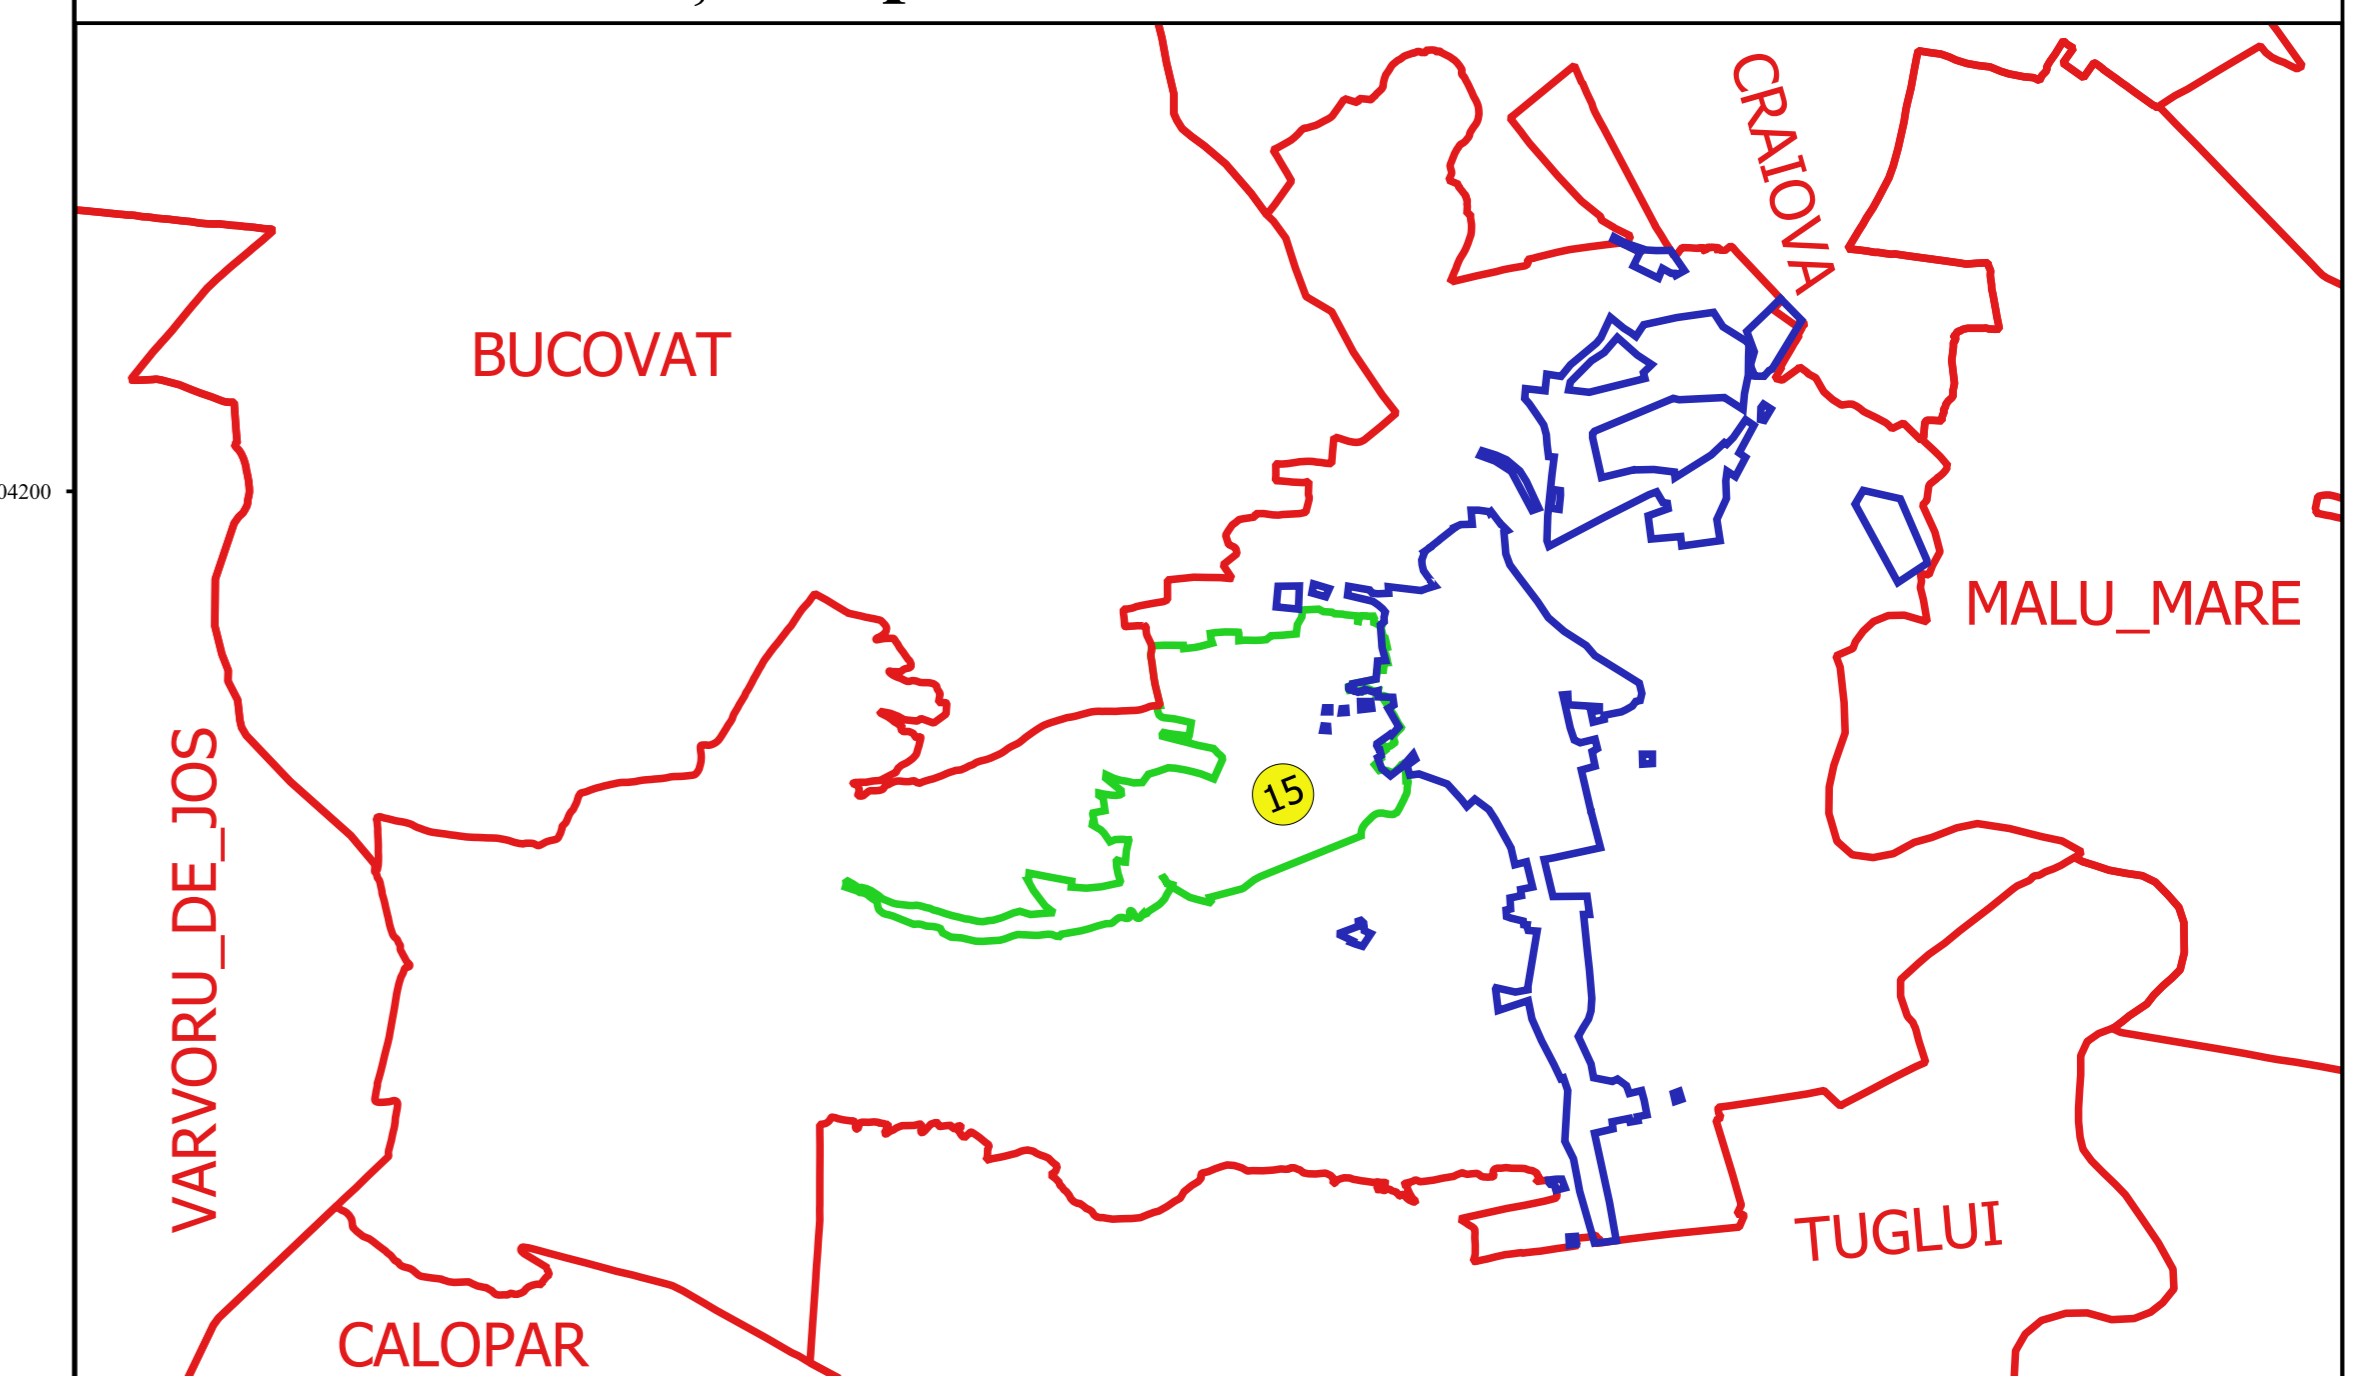 CRAIOVA
BUCOVAT
04200
MALU_MARE
15
VARVORU_DE_JOS
TUGLUI
CALOPAR